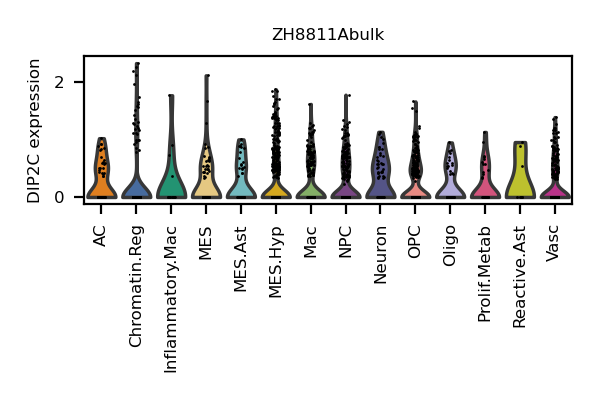 ZH8811Abulk
DIP2C expression
2
0
AC
Chromatin.Reg
Inflammatory.Mac
MES
MES.Ast
MES.Hyp
Mac
NPC
Neuron
OPC
Oligo
Prolif.Metab
Reactive.Ast
Vasc